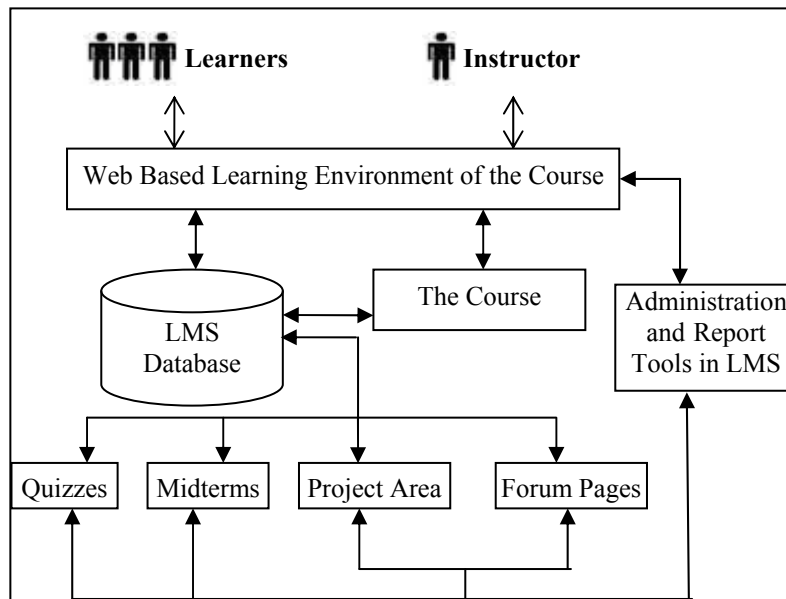 Learners
Instructor
Web Based Learning Environment of the Course
LMS
Database
The Course
Administration
and Report
Tools in LMS
Quizzes
Midterms
Project Area
Forum Pages